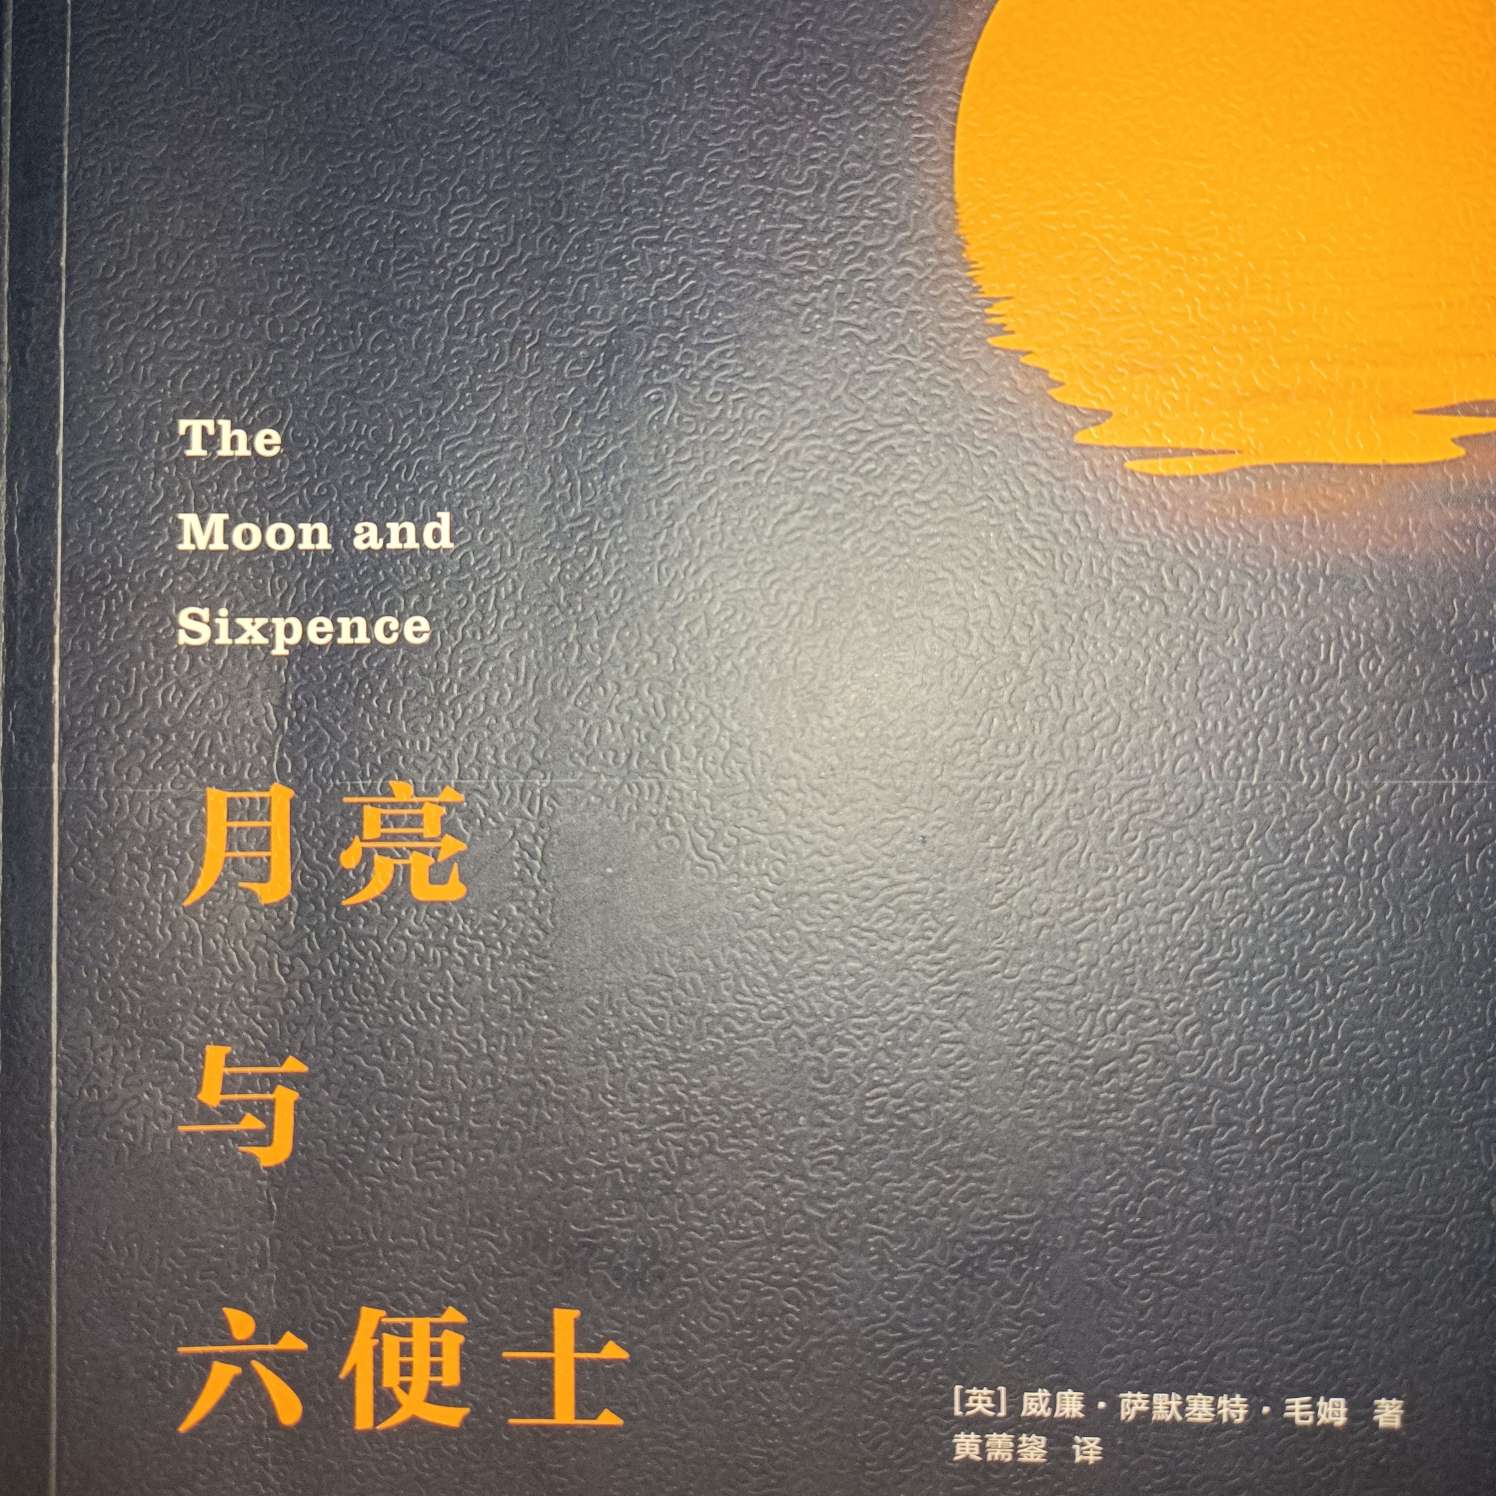 The
Moon and
Sixpence
月亮
与
六便士
[英] 威廉·萨默塞特·毛姆 著
黄薷鋆 译